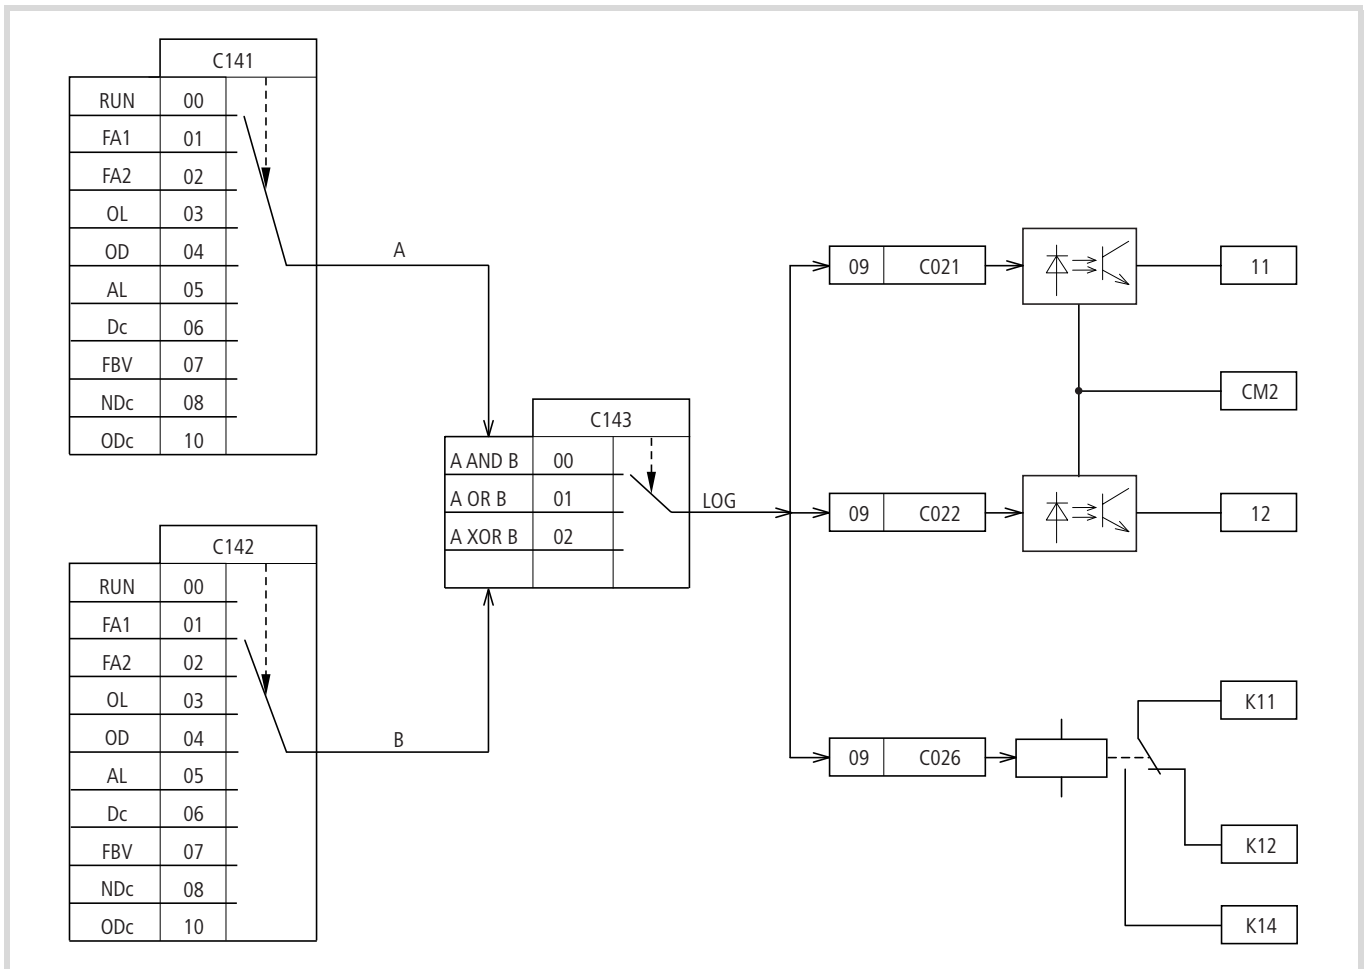 C141
RUN 00
FA1 01
FA2 02
OL 03
OD 04
AL 05
Dc 06
FBV 07
NDc 08
ODc 10
A
C142
RUN 00
FA1 01
FA2 02
OL 03
OD 04
AL 05
Dc 06
FBV 07
NDc 08
ODc 10
B
C143
A AND B 00
A OR B 01
A XOR B 02
LOG
09 C021
11
CM2
09 C022
12
09 C026
K11
K12
K14